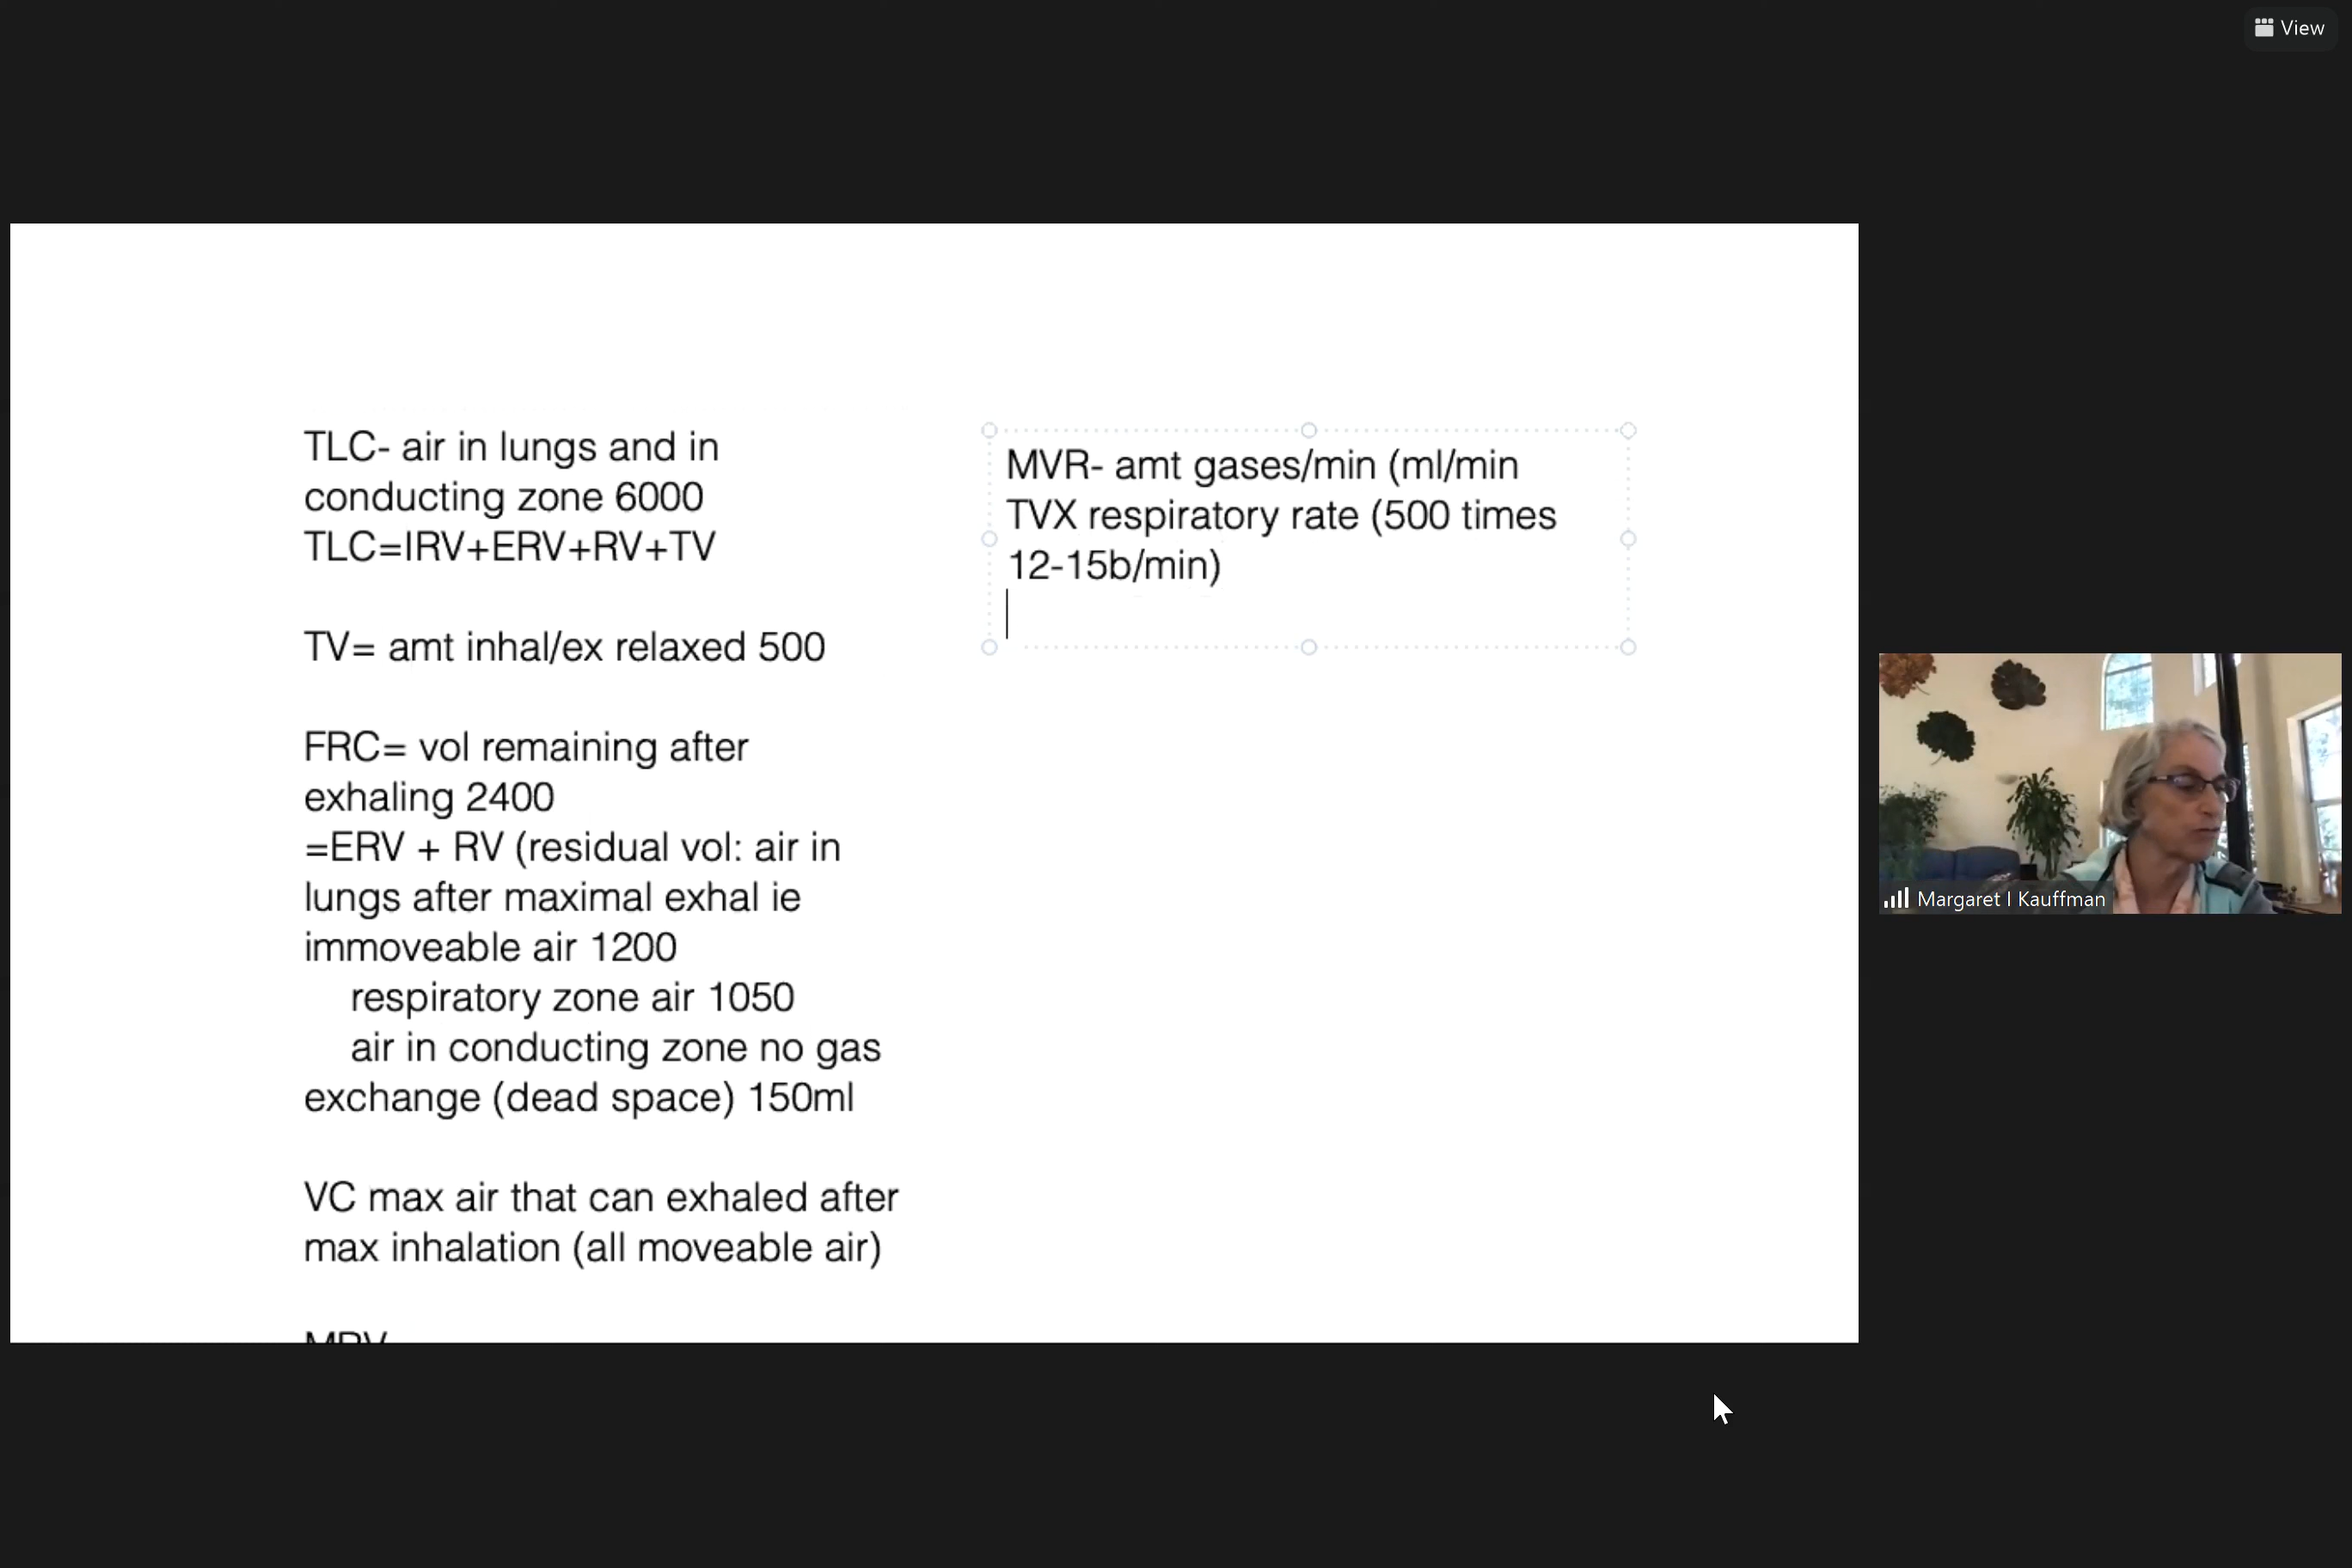 View
TLC- air in lungs and in
conducting zone 6000
TLC=IRV+ERV+RV+TV
TV= amt inhal/ex relaxed 500
FRC= vol remaining after
exhaling 2400
=ERV + RV (residual vol: air in
lungs after maximal exhal ie
immoveable air 1200
respiratory zone air 1050
air in conducting zone no gas
exchange (dead space) 150ml
VC max air that can exhaled after
max inhalation (all moveable air)
MRV
MVR- amt gases/min (ml/min
TVX respiratory rate (500 times
12-15b/min)
Margaret I Kauffman